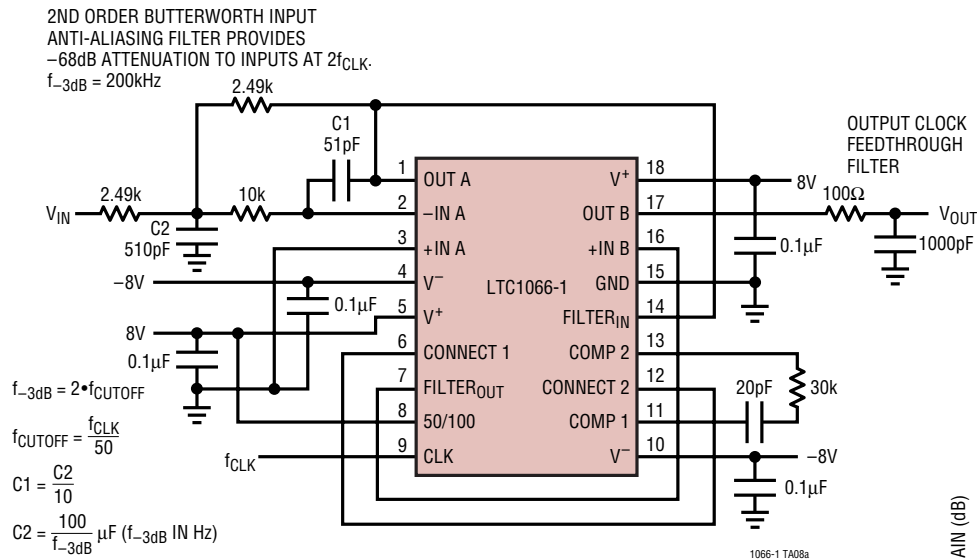 2ND ORDER BUTTERWORTH INPUT
ANTI-ALIASING FILTER PROVIDES
–68dB ATTENUATION TO INPUTS AT 2fCLK.
f–3dB = 200kHz
2.49k
C1
51pF
OUTPUT CLOCK
FEEDTHROUGH
FILTER
VIN
2.49k
10k
C2
510pF
–8V
0.1µF
8V
0.1µF
fCLK
1 OUT A
2 –IN A
3 +IN A
4 V–
5 V+
6 CONNECT 1
7 FILTEROUT
8 50/100
9 CLK
LTC1066-1
V+ 18
OUT B 17
+IN B 16
GND 15
FILTERIN 14
COMP 2 13
CONNECT 2 12
COMP 1 11
V– 10
8V
100Ω
VOUT
0.1µF
1000pF
20pF
30k
–8V
0.1µF
f–3dB = 2•fCUTOFF
fCUTOFF = fCLK
50
C1 = C2
10
C2 = 100
f–3dB
µF (f–3dB IN Hz)
1066-1 TA08a
AIN (dB)